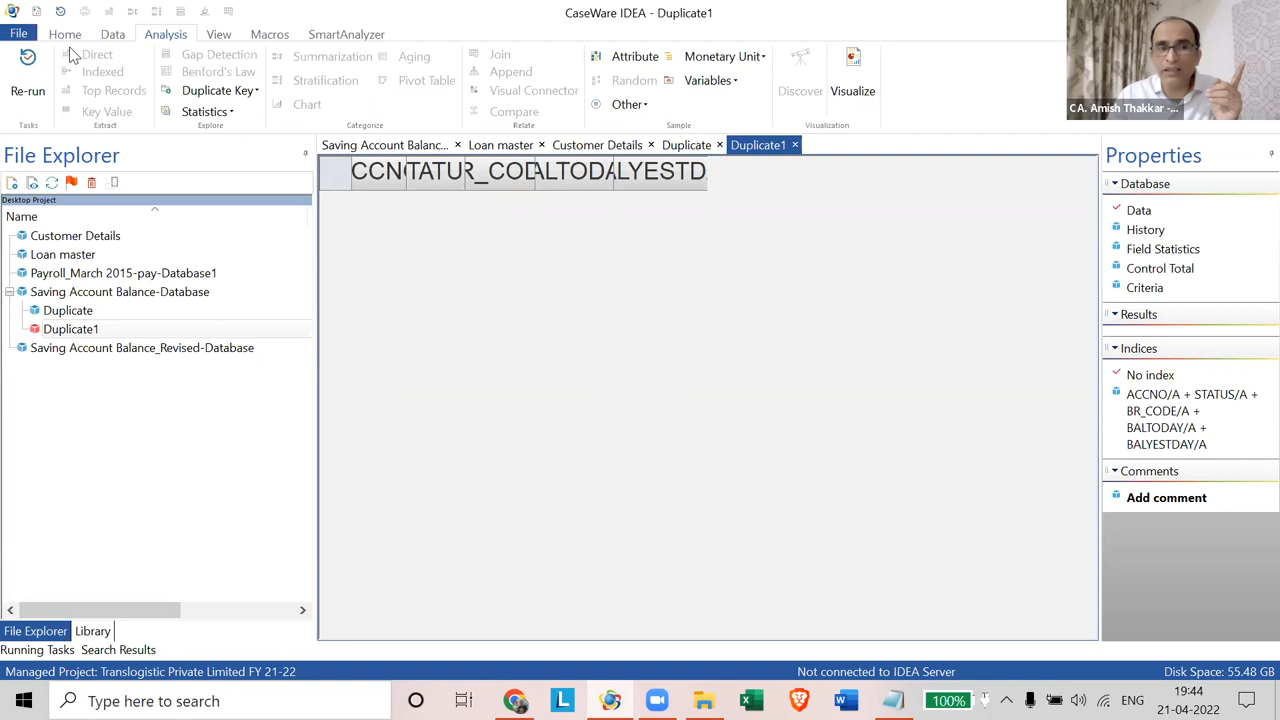 CaseWare IDEA - Duplicate1
File Home Data Analysis View Macros SmartAnalyzer
Re-run
Tasks
Direct
Indexed
Top Records
Key Value
Extract
Gap Detection
Benford's Law
Duplicate Key
Statistics
Explore
Summarization
Stratification
Chart
Aging
Pivot Table
Categorize
Join
Append
Visual Connector
Compare
Relate
Attribute
Random
Other
Monetary Unit
Variables
Sample
Discover
Visualize
Visualization
CA. Amish Thakkar -...
File Explorer
Desktop Project
Name
Customer Details
Loan master
Payroll_March 2015-pay-Database1
Saving Account Balance-Database
Duplicate
Duplicate1
Saving Account Balance_Revised-Database
File Explorer Library
Running Tasks Search Results
Saving Account Balanc... × Loan master × Customer Details × Duplicate × Duplicate1 ×
Properties
Database
Data
History
Field Statistics
Control Total
Criteria
Results
Indices
No index
ACCNO/A + STATUS/A +
BR_CODE/A +
BALTODAY/A +
BALYESTDAY/A
Comments
Add comment
Managed Project: Translogistic Private Limited FY 21-22 Not connected to IDEA Server Disk Space: 55.48 GB
Type here to search
100%
ENG
19:44
21-04-2022